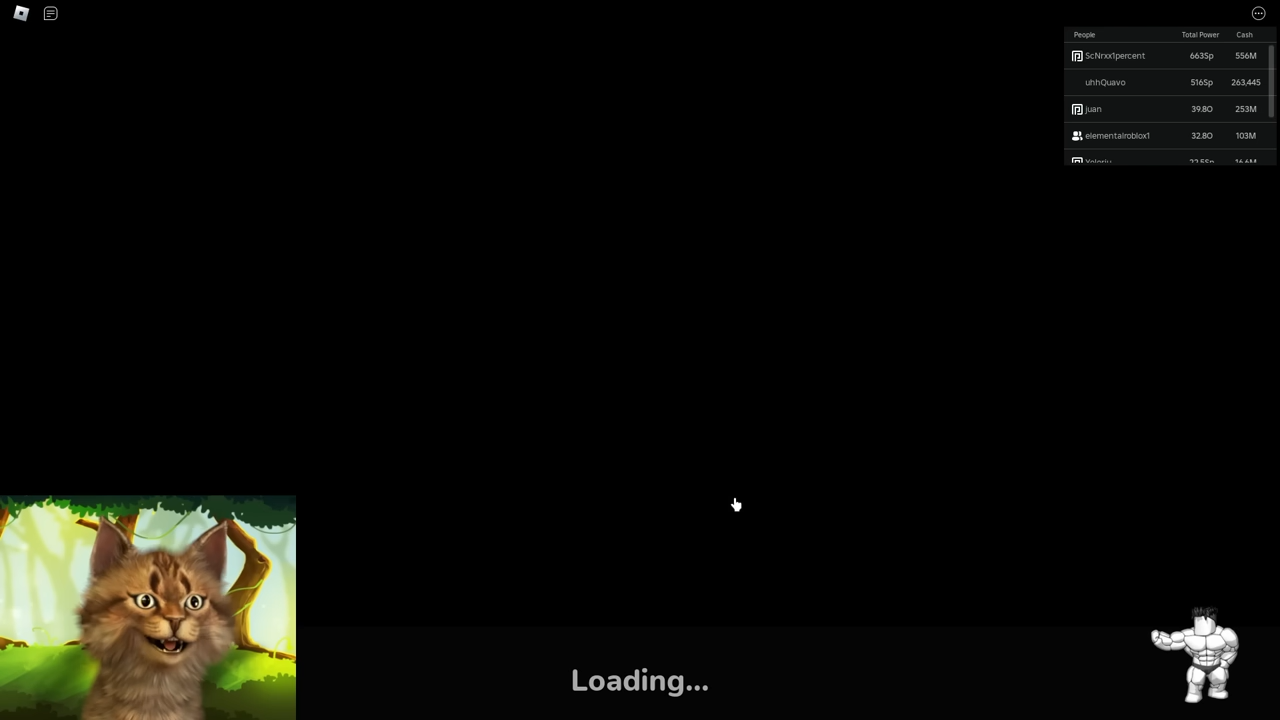 People Total Power Cash
ScNrxx1percent 663Sp 556M
uhhQuavo 516Sp 263,445
juan 39.8O 253M
elementalroblox1 32.8O 103M
Loading...